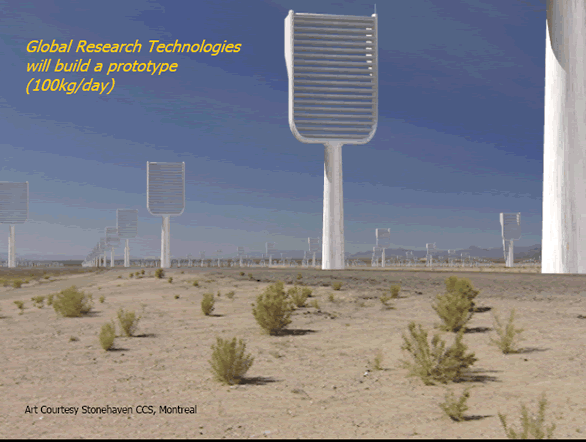 Global Research Technologies
will build a prototype
(100kg/day)
Art Courtesy Stonehaven CCS, Montreal